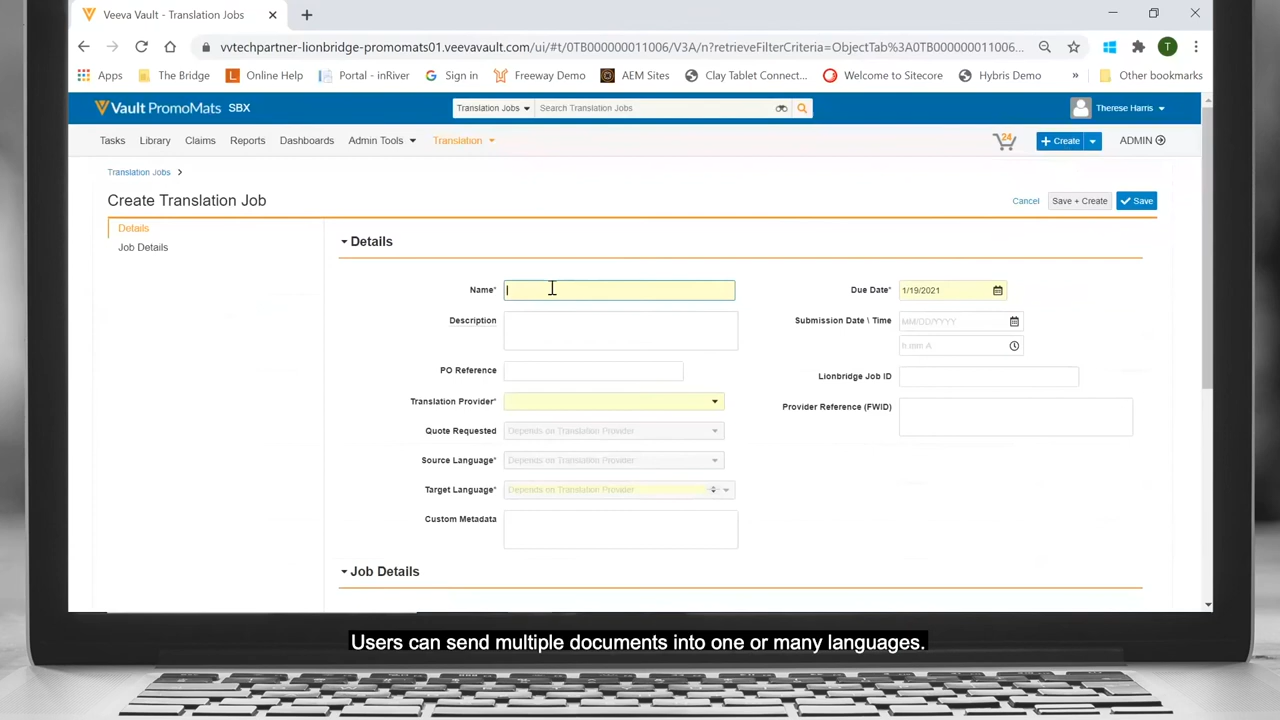 Veeva Vault - Translation Jobs
vvtechpartner-lionbridge-promomats01.veevavault.com/ui/#t/0TB000000011006/V3A/n?retrieveFilterCriteria=ObjectTab%3A0TB000000011006...
Apps The Bridge Online Help Portal - inRiver Sign in Freeway Demo AEM Sites Clay Tablet Connect... Welcome to Sitecore Hybris Demo » Other bookmarks
Vault PROMOMATS SBX Translation Jobs Search Translation Jobs Therese Harris
Tasks Library Claims Reports Dashboards Admin Tools Translation 24 + Create ADMIN
Translation Jobs
Create Translation Job Cancel Save + Create Save
Details
Job Details
Details
Name* Due Date* 1/19/2021
Description Submission Date \ Time MM/DD/YYYY
h:mm A
PO Reference Lionbridge Job ID
Translation Provider* Provider Reference (FWID)
Quote Requested Depends on Translation Provider
Source Language* Depends on Translation Provider
Target Language* Depends on Translation Provider
Custom Metadata
Job Details
Users can send multiple documents into one or many languages.